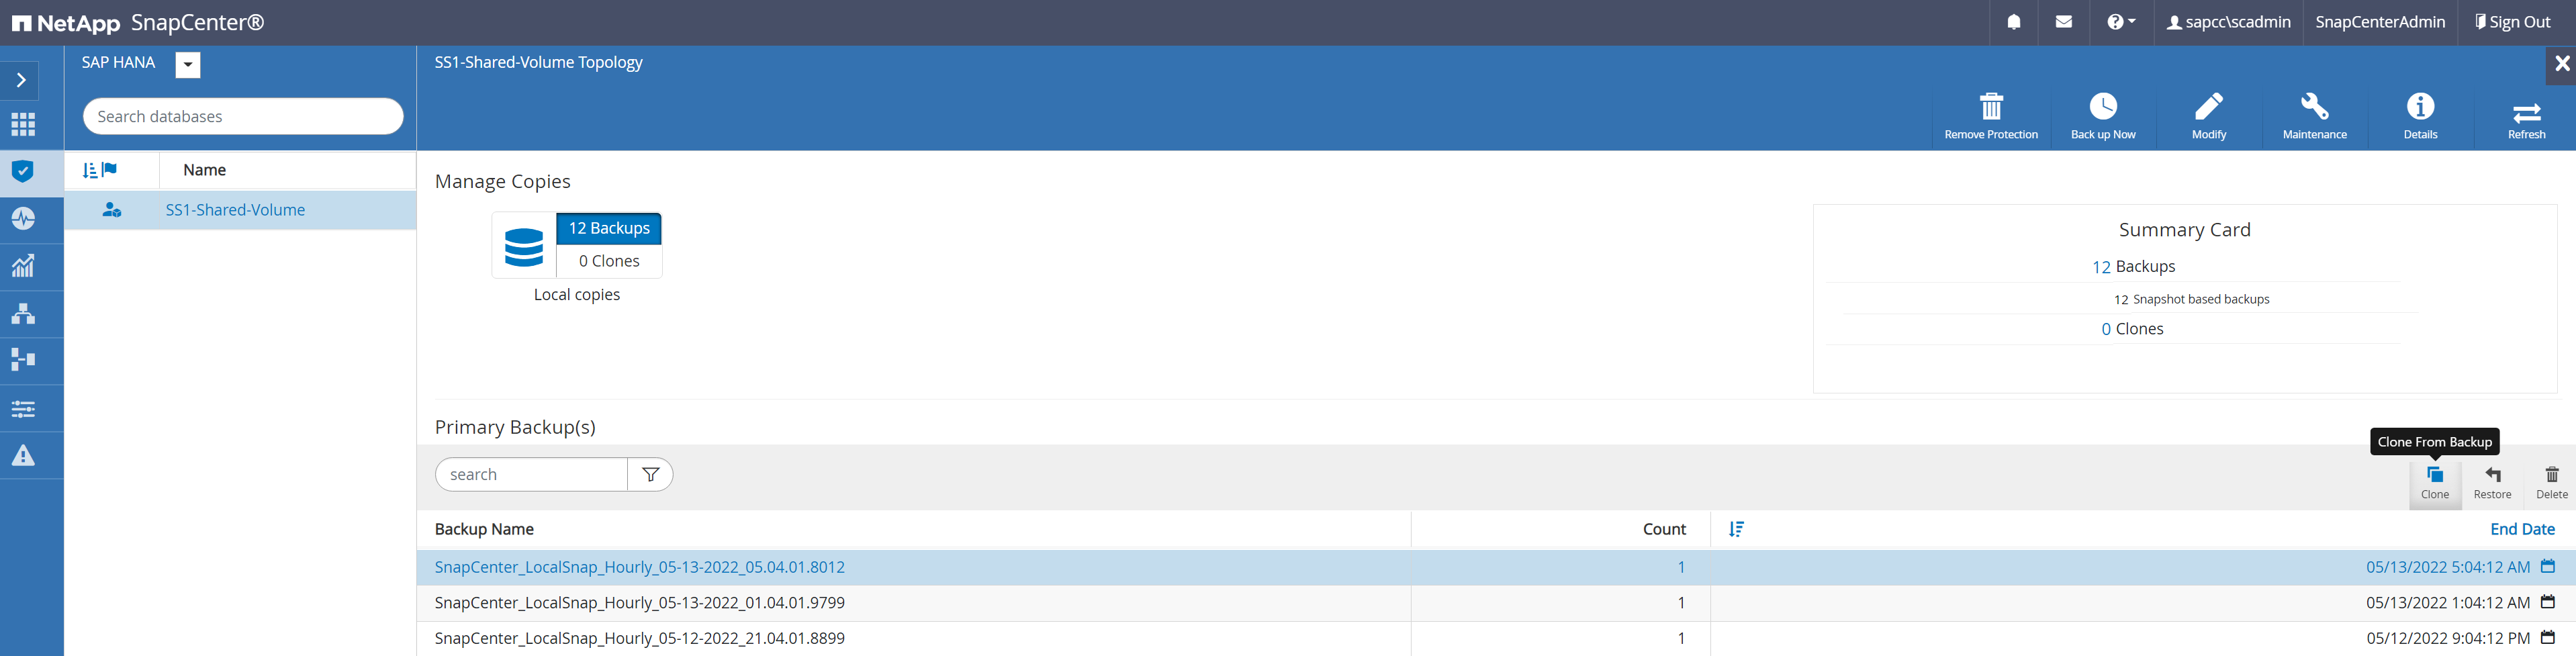 NetApp SnapCenter®
sapcc\scadmin
SnapCenterAdmin
Sign Out
SAP HANA
Search databases
Name
SS1-Shared-Volume
SS1-Shared-Volume Topology
Remove Protection
Back up Now
Modify
Maintenance
Details
Refresh
Manage Copies
12 Backups
0 Clones
Local copies
Summary Card
12 Backups
12 Snapshot based backups
0 Clones
Primary Backup(s)
search
Clone From Backup
Clone
Restore
Delete
Backup Name Count End Date
SnapCenter_LocalSnap_Hourly_05-13-2022_05.04.01.8012 1 05/13/2022 5:04:12 AM
SnapCenter_LocalSnap_Hourly_05-13-2022_01.04.01.9799 1 05/13/2022 1:04:12 AM
SnapCenter_LocalSnap_Hourly_05-12-2022_21.04.01.8899 1 05/12/2022 9:04:12 PM